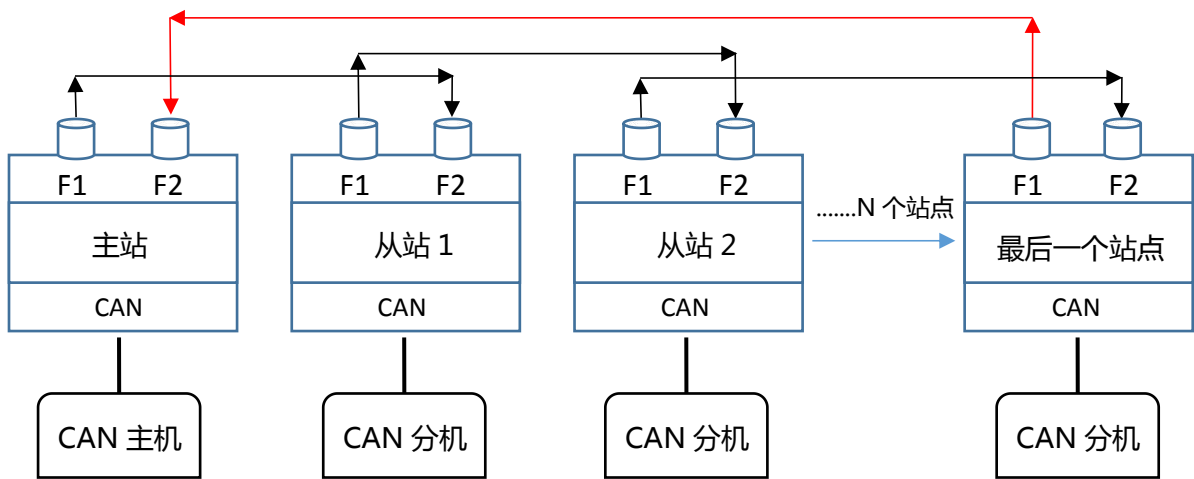 F1 F2 F1 F2 F1 F2 F1 F2
.......N 个站点
主站 从站 1 从站 2 最后一个站点
CAN CAN CAN CAN
CAN 主机 CAN 分机 CAN 分机 CAN 分机